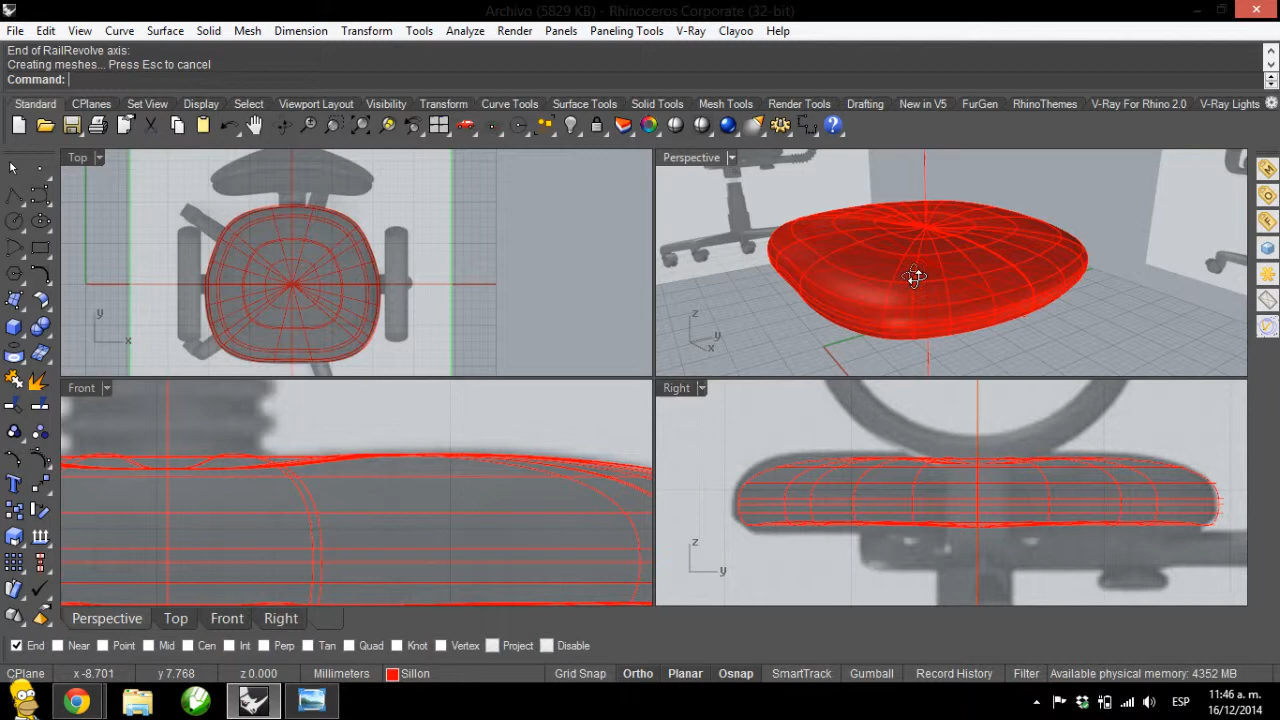 Archivo (5829 KB) - Rhinoceros Corporate (32-bit)
File Edit View Curve Surface Solid Mesh Dimension Transform Tools Analyze Render Panels Paneling Tools V-Ray Clayoo Help
End of RailRevolve axis:
Creating meshes... Press Esc to cancel
Command:
Standard CPlanes Set View Display Select Viewport Layout Visibility Transform Curve Tools Surface Tools Solid Tools Mesh Tools Render Tools Drafting New in V5 FurGen RhinoThemes V-Ray For Rhino 2.0 V-Ray Lights
Top
Perspective
y
x
z
y
x
Front
Right
z
y
Perspective Top Front Right
End Near Point Mid Cen Int Perp Tan Quad Knot Vertex Project Disable
CPlane x -8.701 y 7.768 z 0.000 Millimeters Sillon Grid Snap Ortho Planar Osnap SmartTrack Gumball Record History Filter Available physical memory: 4352 MB
ESP
11:46 a. m.
16/12/2014